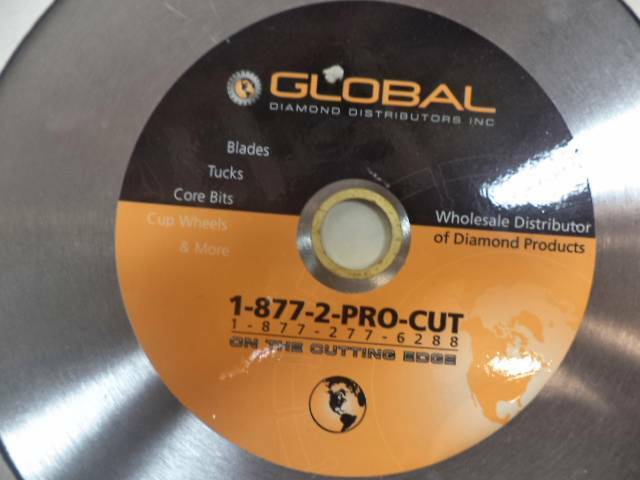 GLOBAL
DIAMOND DISTRIBUTORS INC
Blades
Tucks
Core Bits
Cup Wheels
& More
Wholesale Distributor
of Diamond Products
1-877-2-PRO-CUT
1-877-277-6288
ON THE CUTTING EDGE